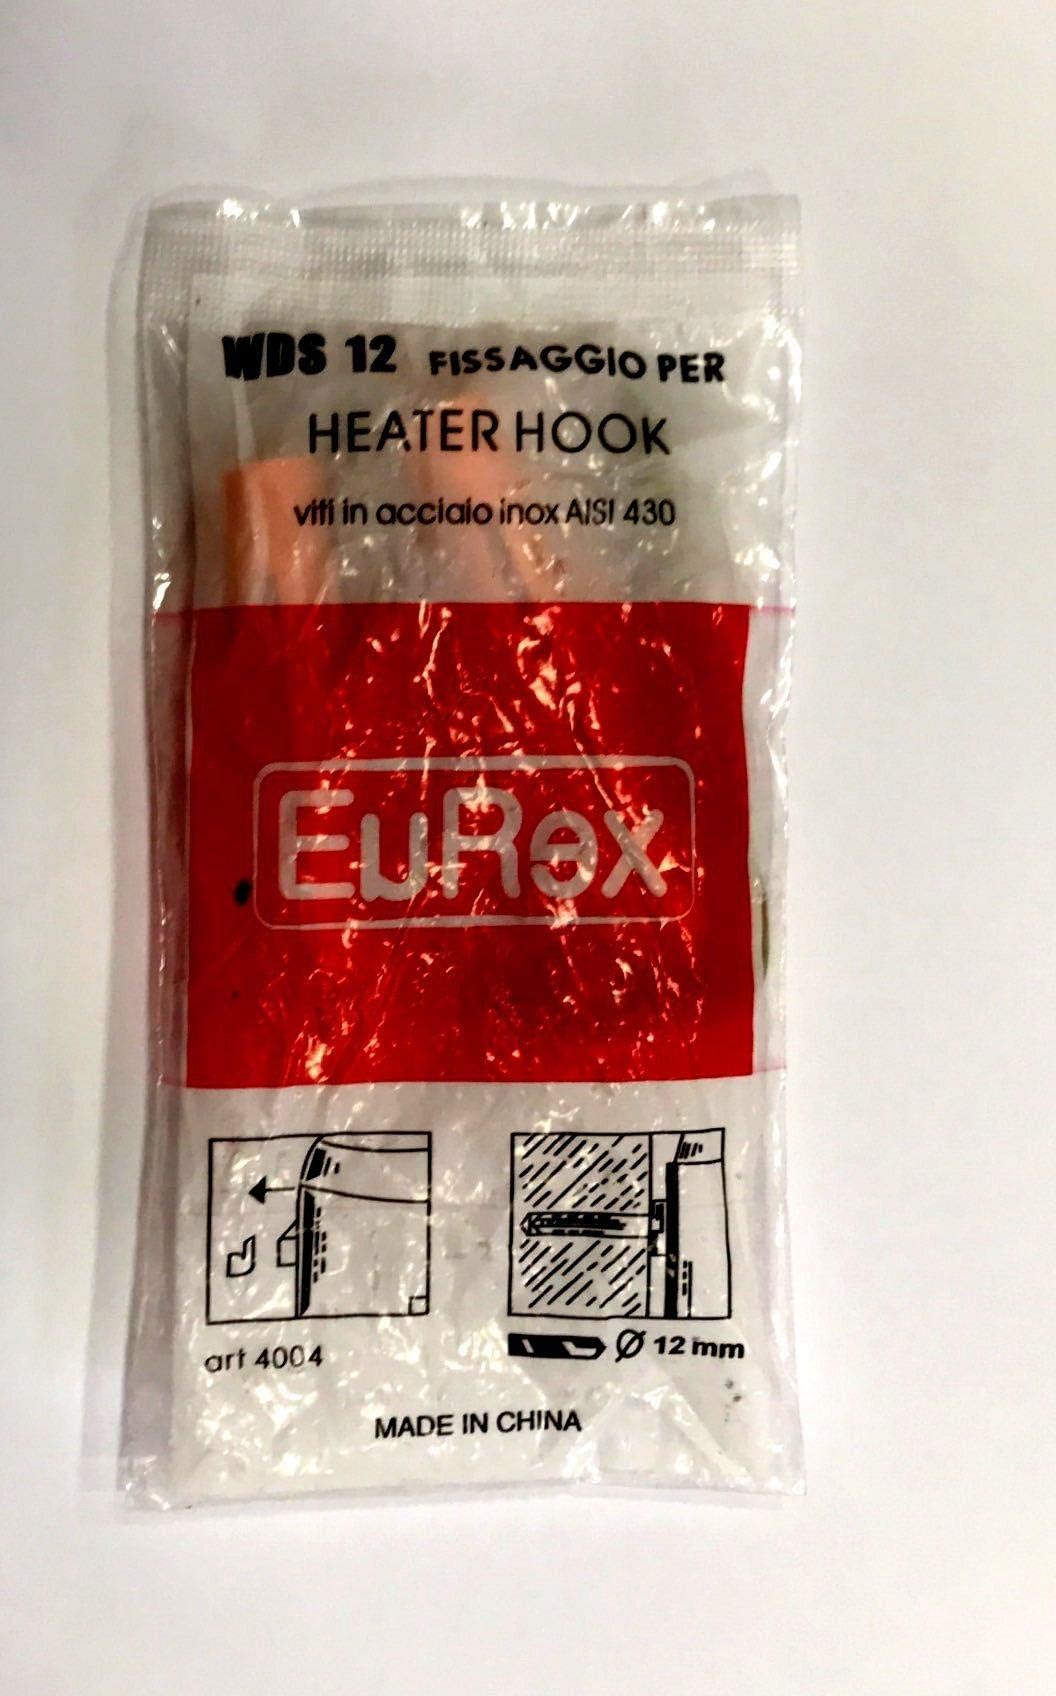 WDS 12 FISSAGGIO PER
HEATER HOOK
viti in acciaio inox AISI 430
EuRex
Ø 12 mm
art 4004
MADE IN CHINA